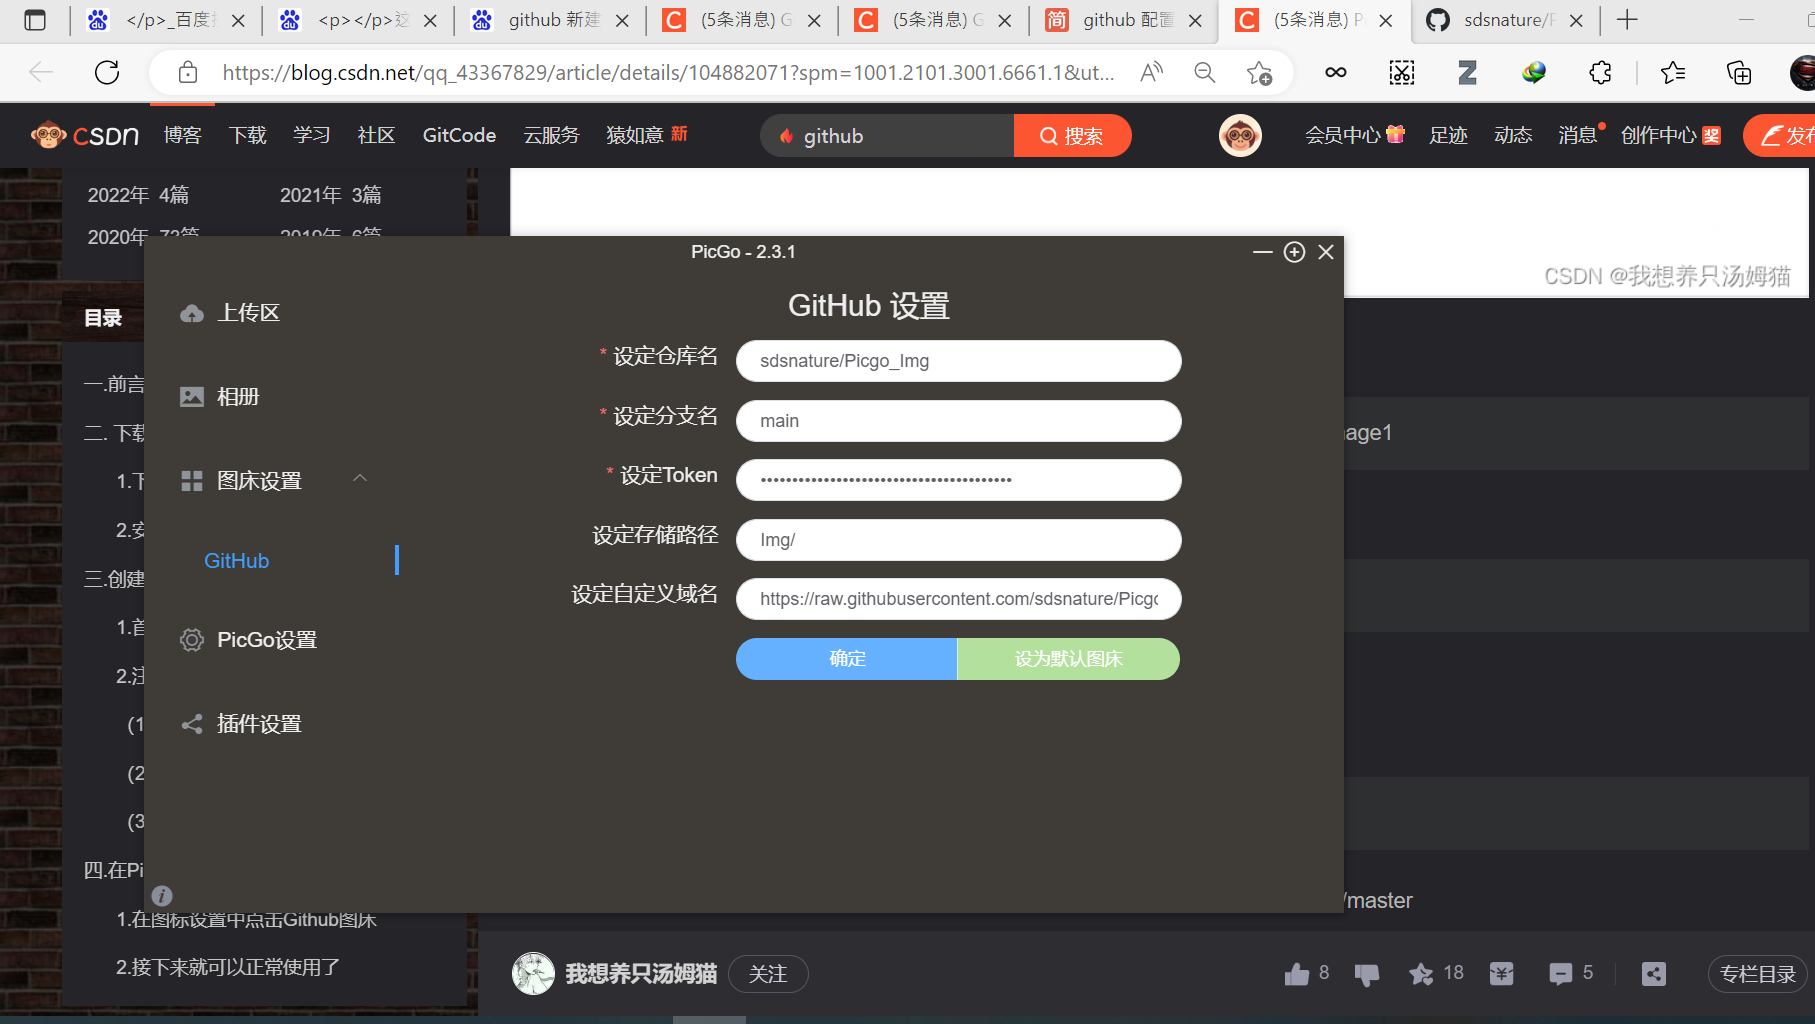 </p>_百度
<p></p>这
github 新建
(5条消息) G
(5条消息) G
github 配置
(5条消息) P
sdsnature/P
https://blog.csdn.net/qq_43367829/article/details/104882071?spm=1001.2101.3001.6661.1&ut...
CSDN 博客 下载 学习 社区 GitCode 云服务 猿如意 新 github 搜索 会员中心 足迹 动态 消息 创作中心 奖 发布
2022年 4篇 2021年 3篇
2020年 73篇 2019年 6篇
CSDN @我想养只汤姆猫
目录
一.前言
二. 下载
1.下
2.安
三.创建
1.首
2.注
(1
(2
(3
四.在Pi
1.在图标设置中点击Github图床
2.接下来就可以正常使用了
PicGo - 2.3.1
上传区
相册
图床设置
GitHub
PicGo设置
插件设置
GitHub 设置
* 设定仓库名 sdsnature/Picgo_Img
* 设定分支名 main
* 设定Token ••••••••••••••••••••••••••••••••••••••••
设定存储路径 Img/
设定自定义域名 https://raw.githubusercontent.com/sdsnature/Picgo
确定 设为默认图床
age1
/master
我想养只汤姆猫 关注 8 18 5 专栏目录